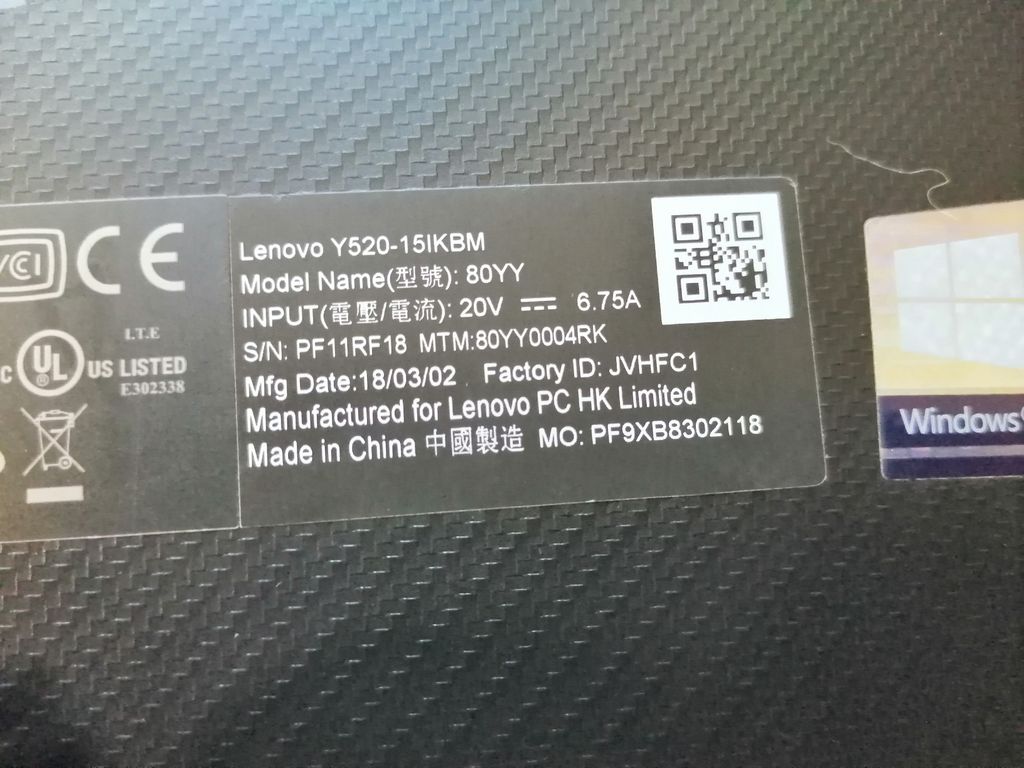 CE
I.T.E
UL
®
US LISTED
E302338
Lenovo Y520-15IKBM
Model Name(型號): 80YY
INPUT(電壓/電流): 20V ⎓ 6.75A
S/N: PF11RF18 MTM:80YY0004RK
Mfg Date:18/03/02 Factory ID: JVHFC1
Manufactured for Lenovo PC HK Limited
Made in China 中國製造 MO: PF9XB8302118
Windows